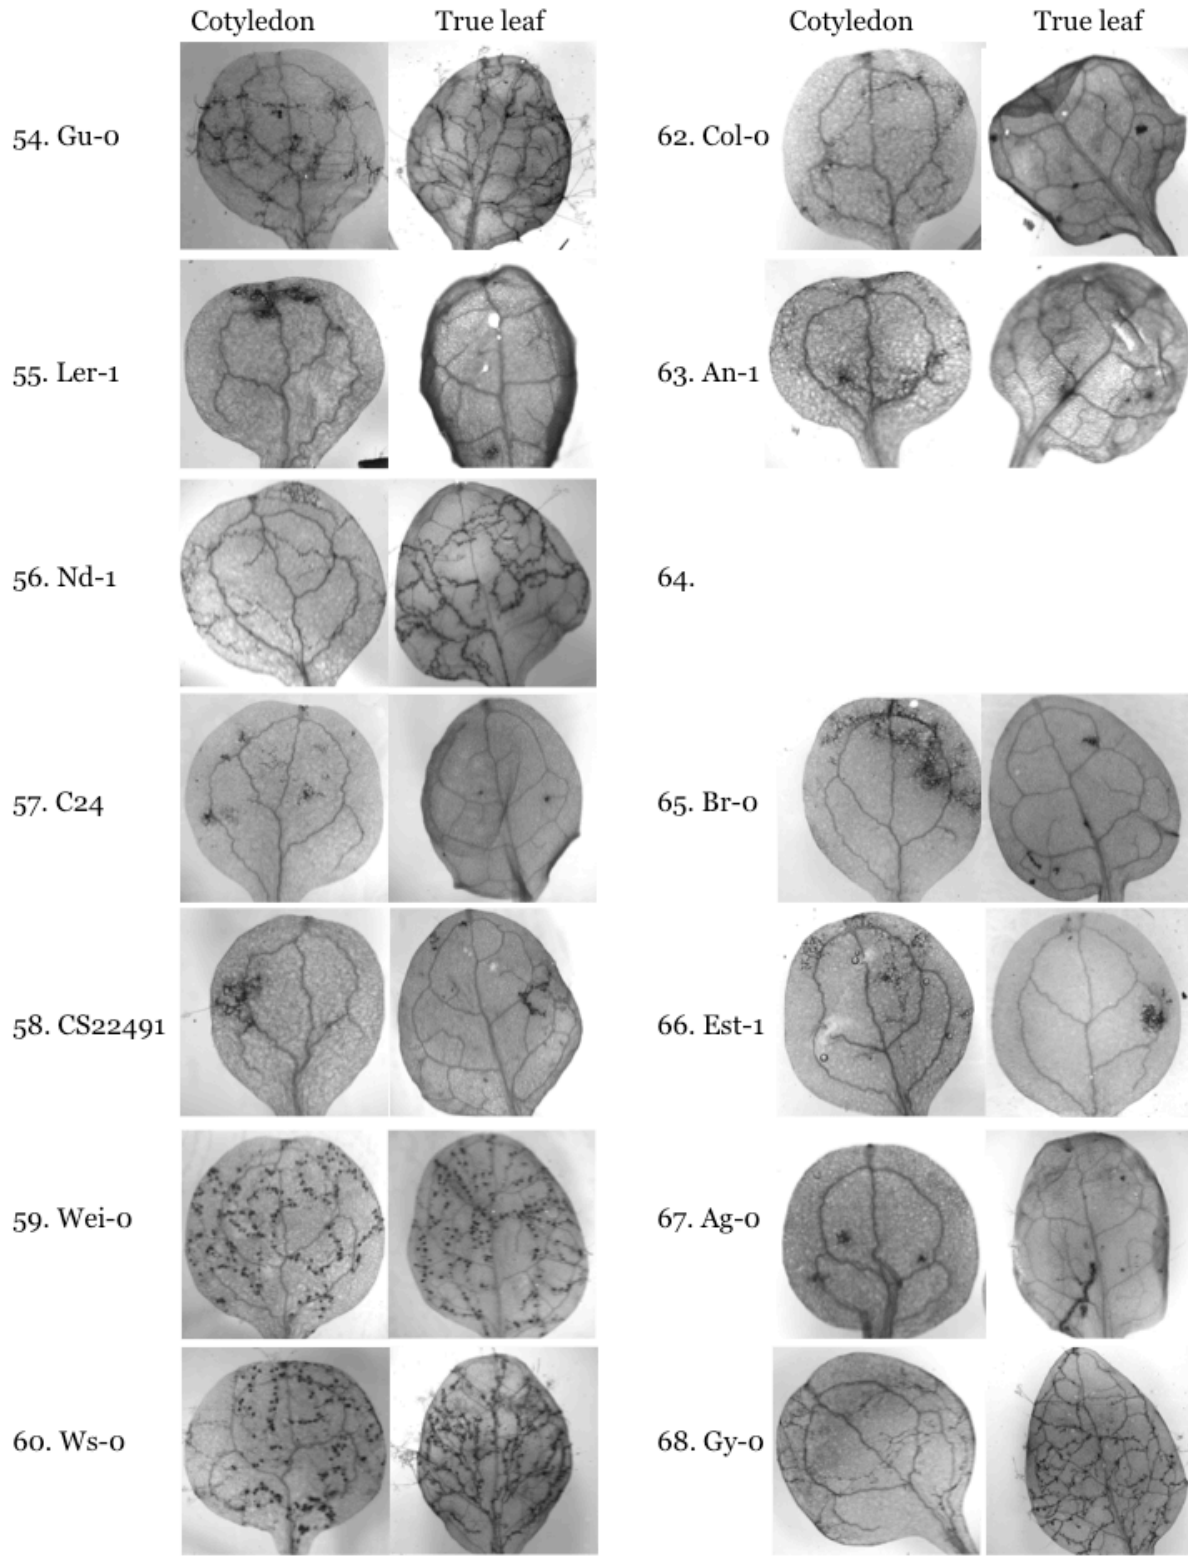 Cotyledon True leaf Cotyledon True leaf
54. Gu-0 62. Col-0
55. Ler-1 63. An-1
56. Nd-1 64.
57. C24 65. Br-0
58. CS22491 66. Est-1
59. Wei-0 67. Ag-0
60. Ws-0 68. Gy-0